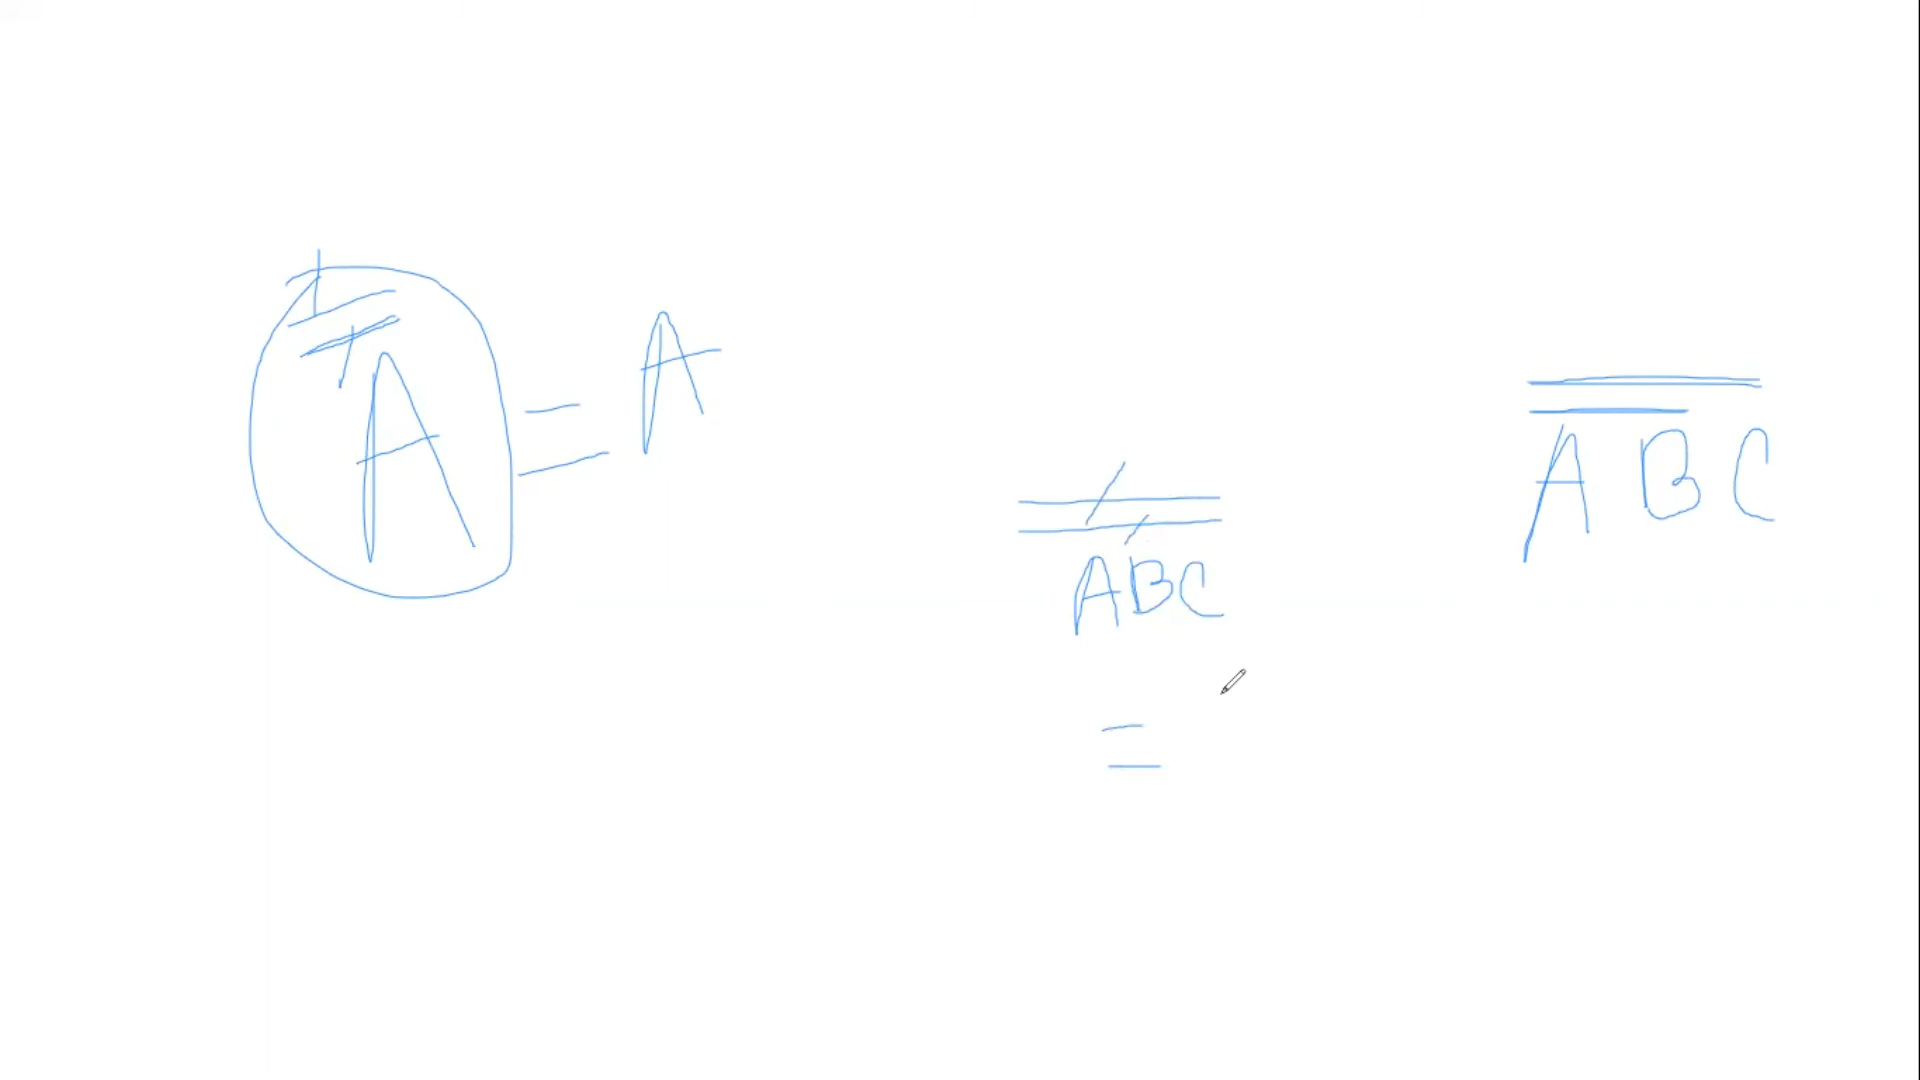 A = A
ABC
=
ABC